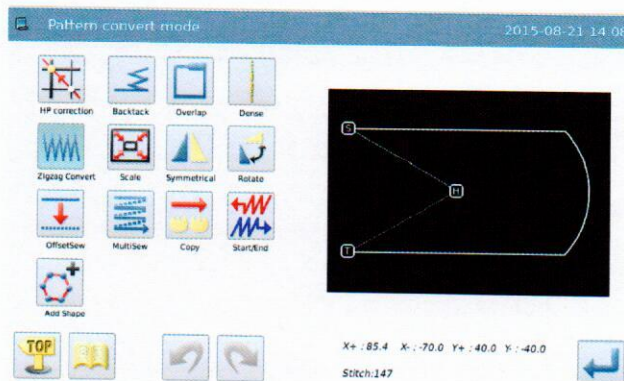 Pattern convert mode
2015-08-21 14:08
HP correction Backtack Overlap Dense
Zigzag Convert Scale Symmetrical Rotate
OffsetSew MultiSew Copy Start/End
Add Shape
S
H
T
TOP
X+ :85.4 X- :-70.0 Y+ :40.0 Y- :-40.0
Stitch:147